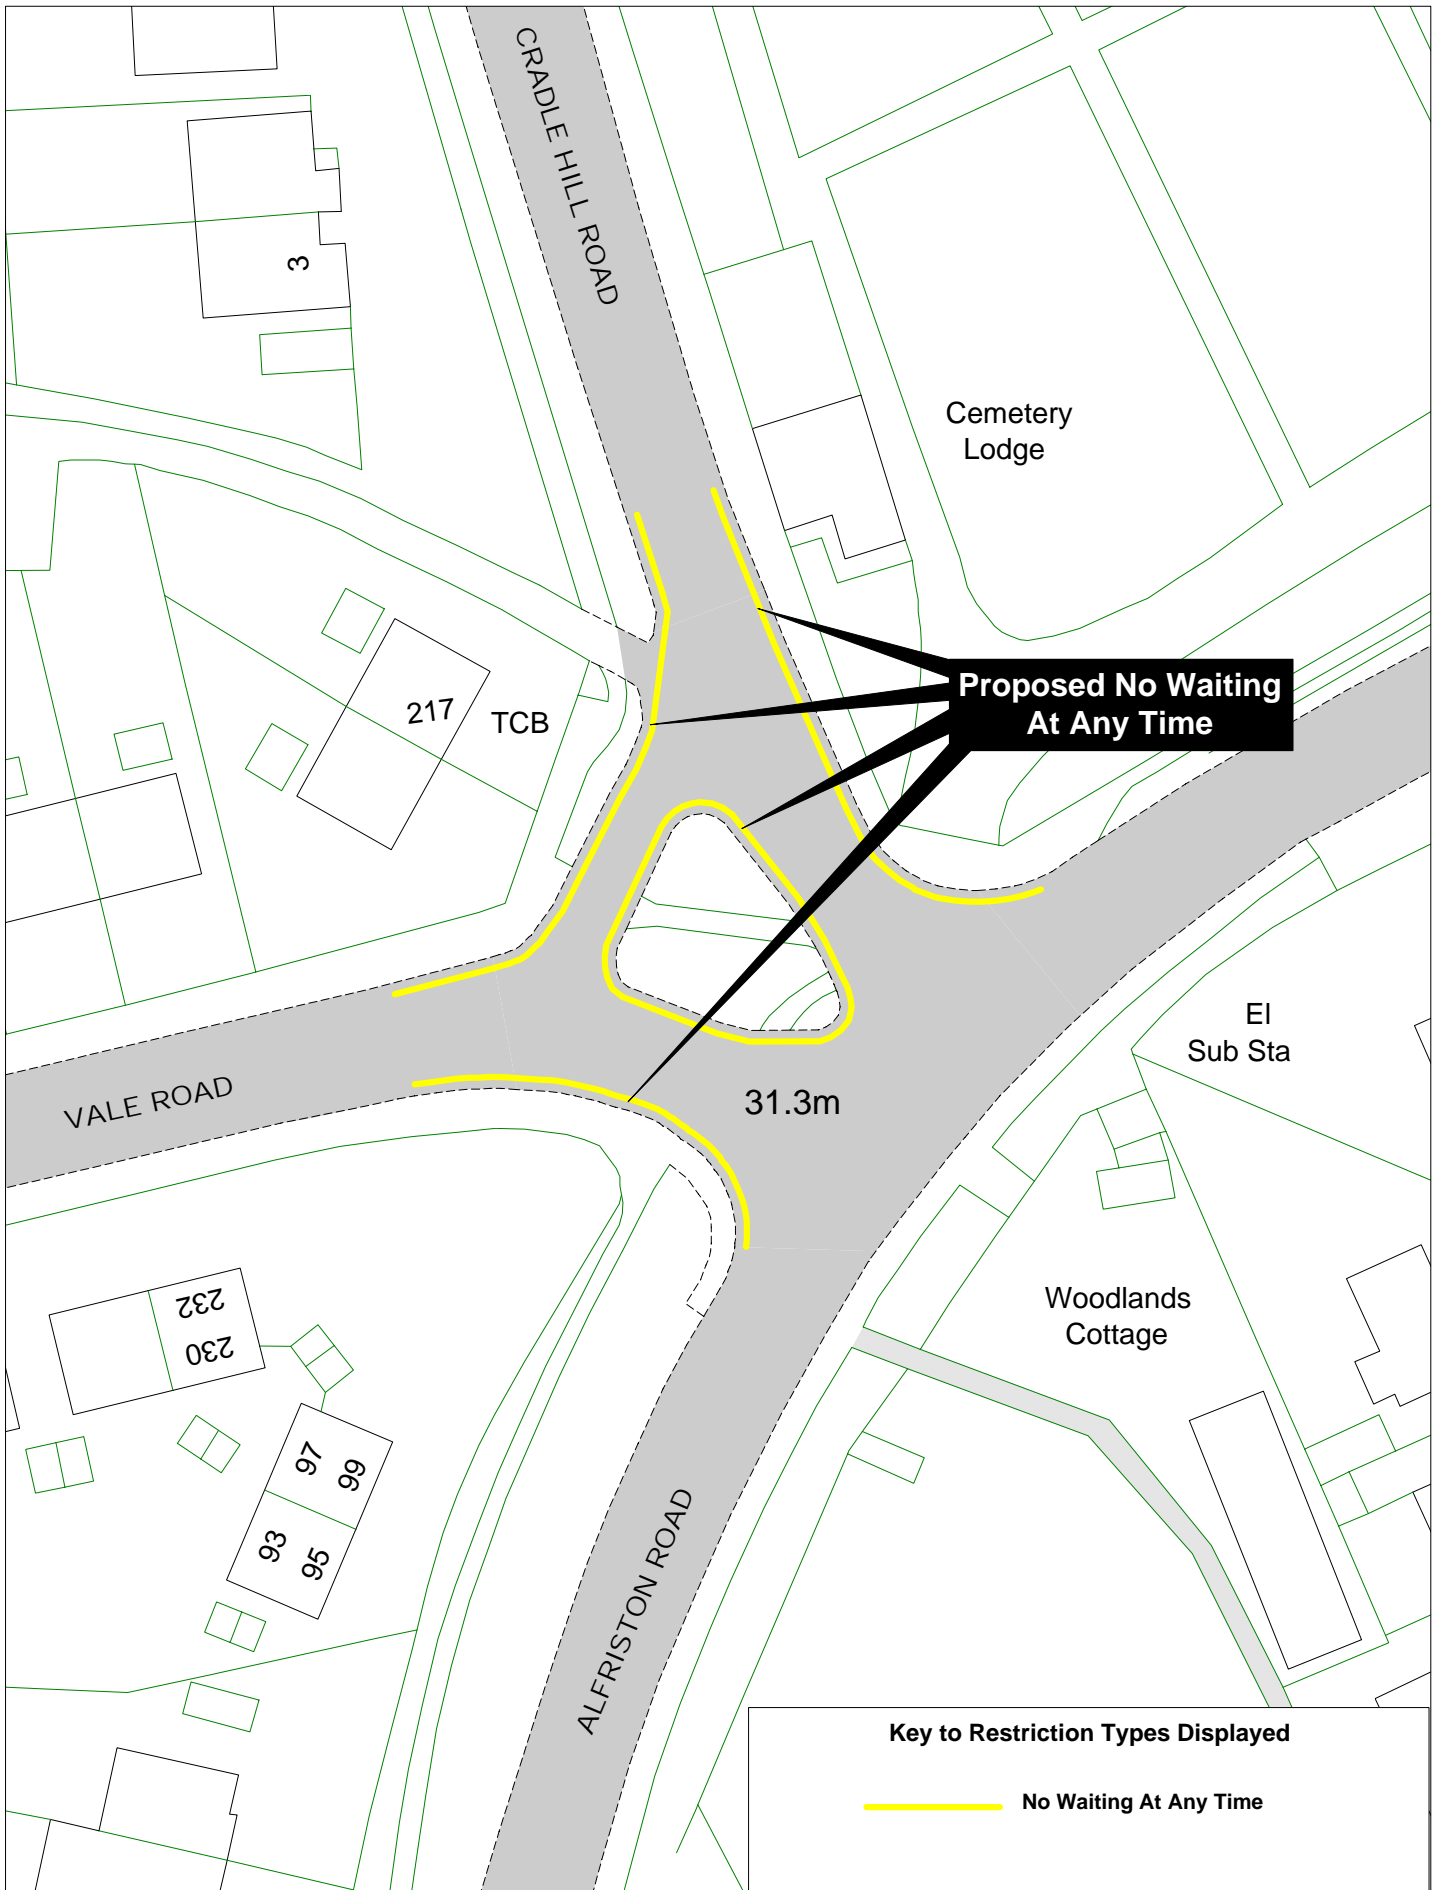 CRADLE HILL ROAD
3
Cemetery
Lodge
Proposed No Waiting
At Any Time
217
TCB
El
Sub Sta
31.3m
VALE ROAD
Woodlands
Cottage
232
230
97
99
93
95
ALFRISTON ROAD
Key to Restriction Types Displayed
No Waiting At Any Time